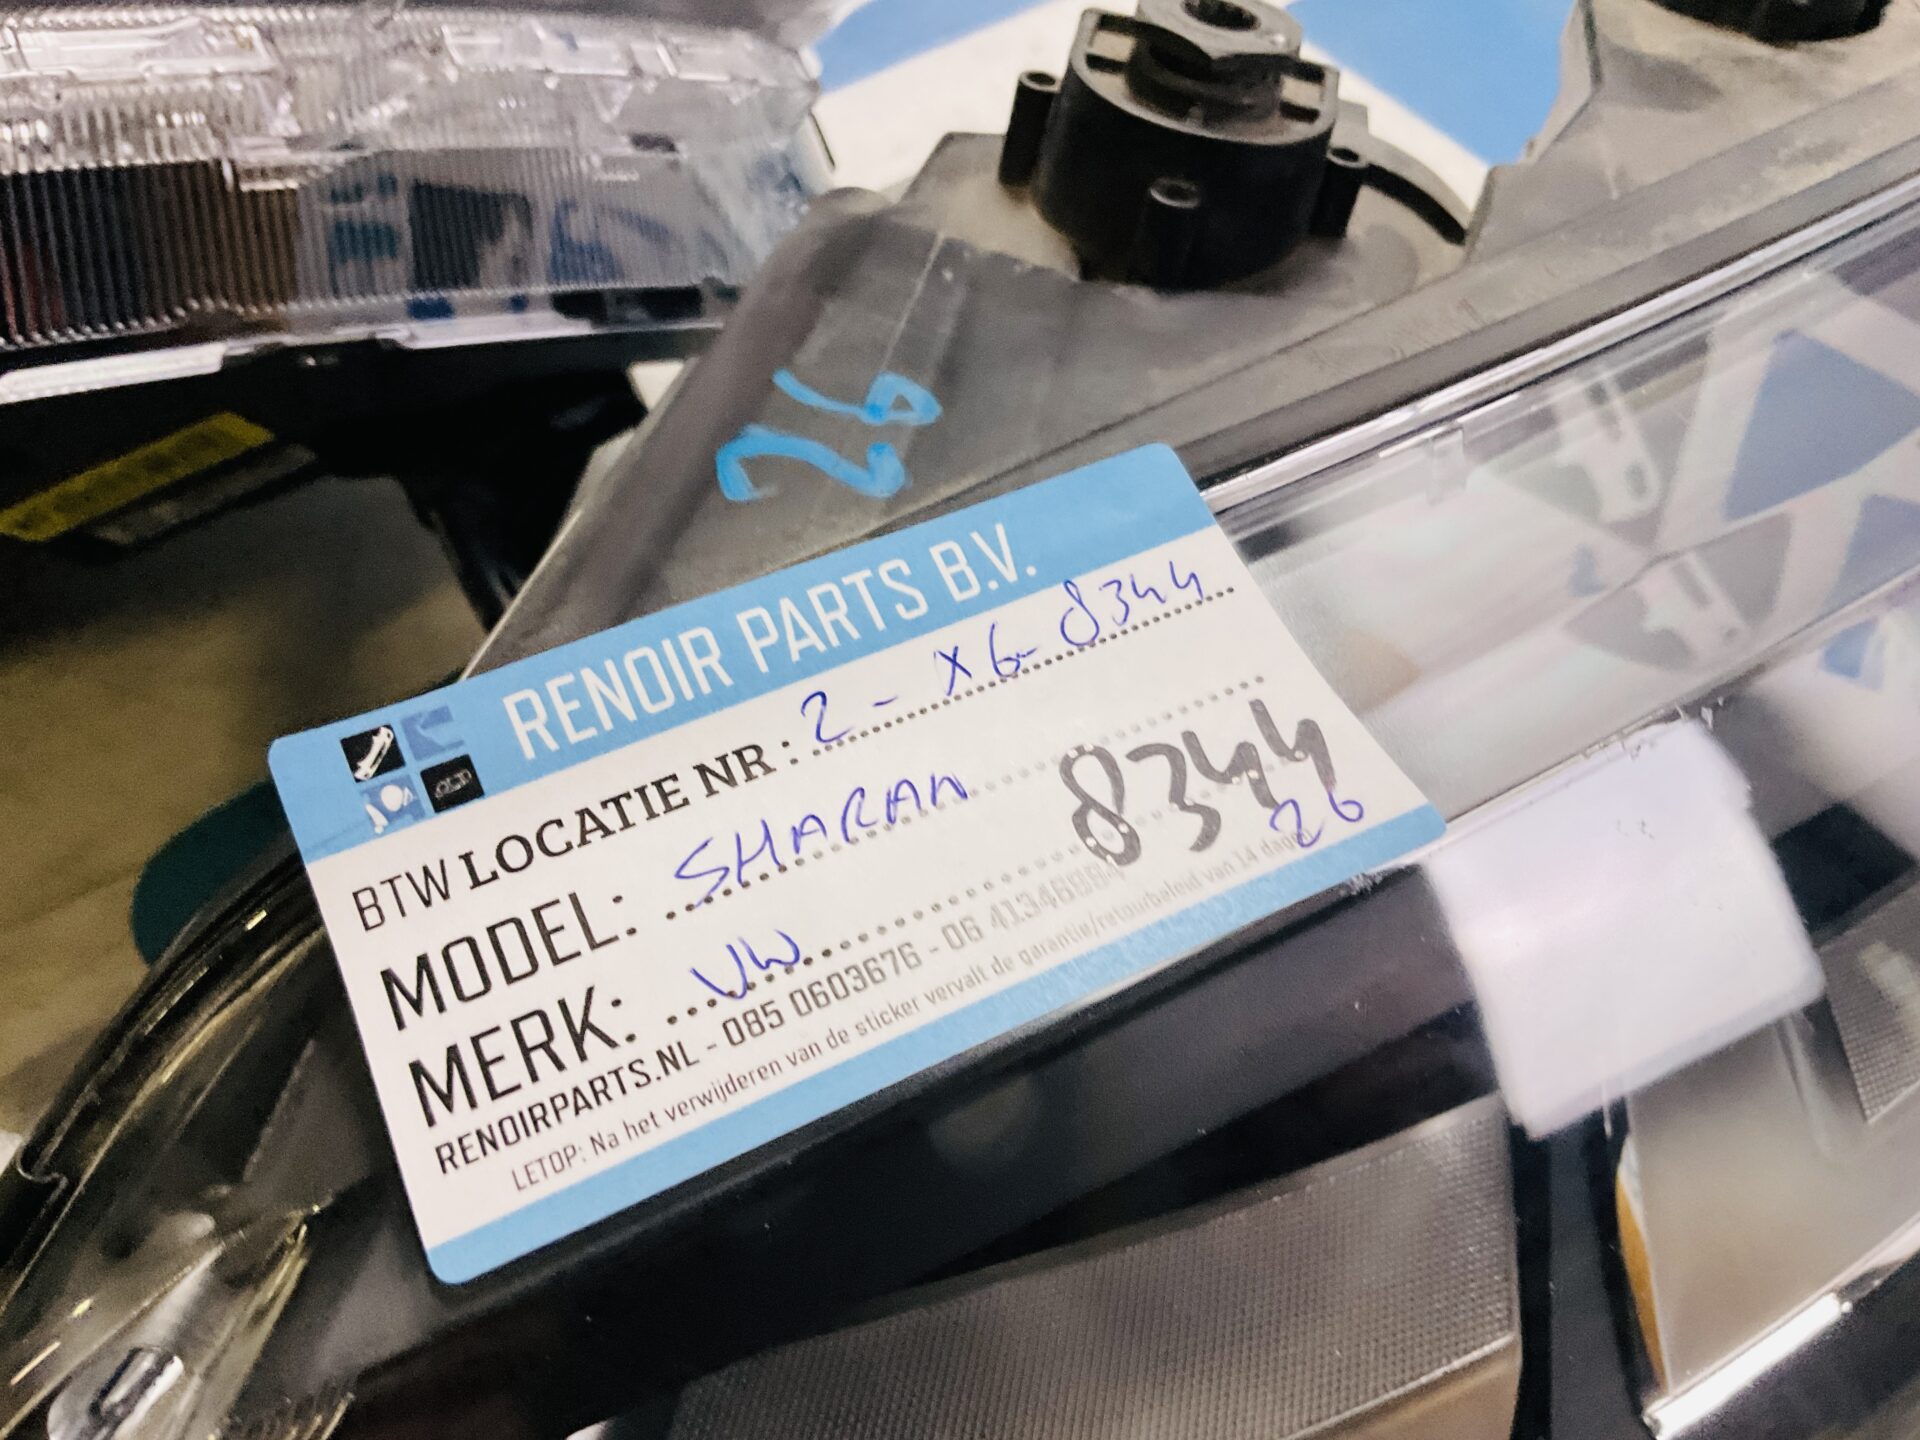 26
RENOIR PARTS B.V.
BTW LOCATIE NR : 2 - X6 - 8344
MODEL: SHARAN 8344
26
MERK: VW
RENOIRPARTS.NL - 085 0603676 - 06
LETOP: Na het verwijderen van de sticker vervalt de garantie/retourbeleid van 14 dagen